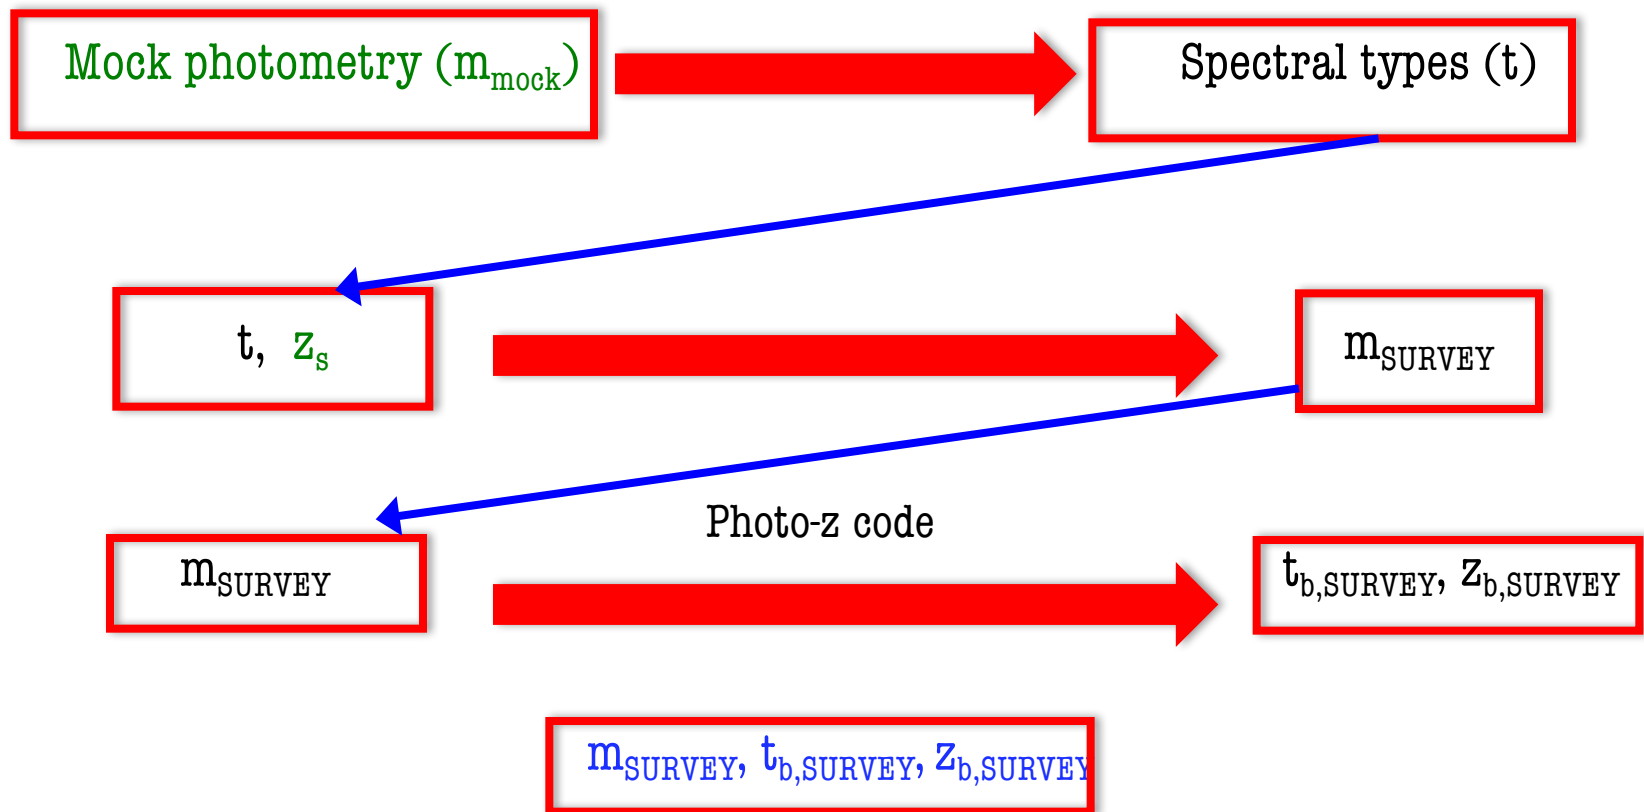 Mock photometry (m_mock)
Spectral types (t)
t, z_s
m_SURVEY
Photo-z code
m_SURVEY
t_b,SURVEY, z_b,SURVEY
m_SURVEY, t_b,SURVEY, z_b,SURVEY